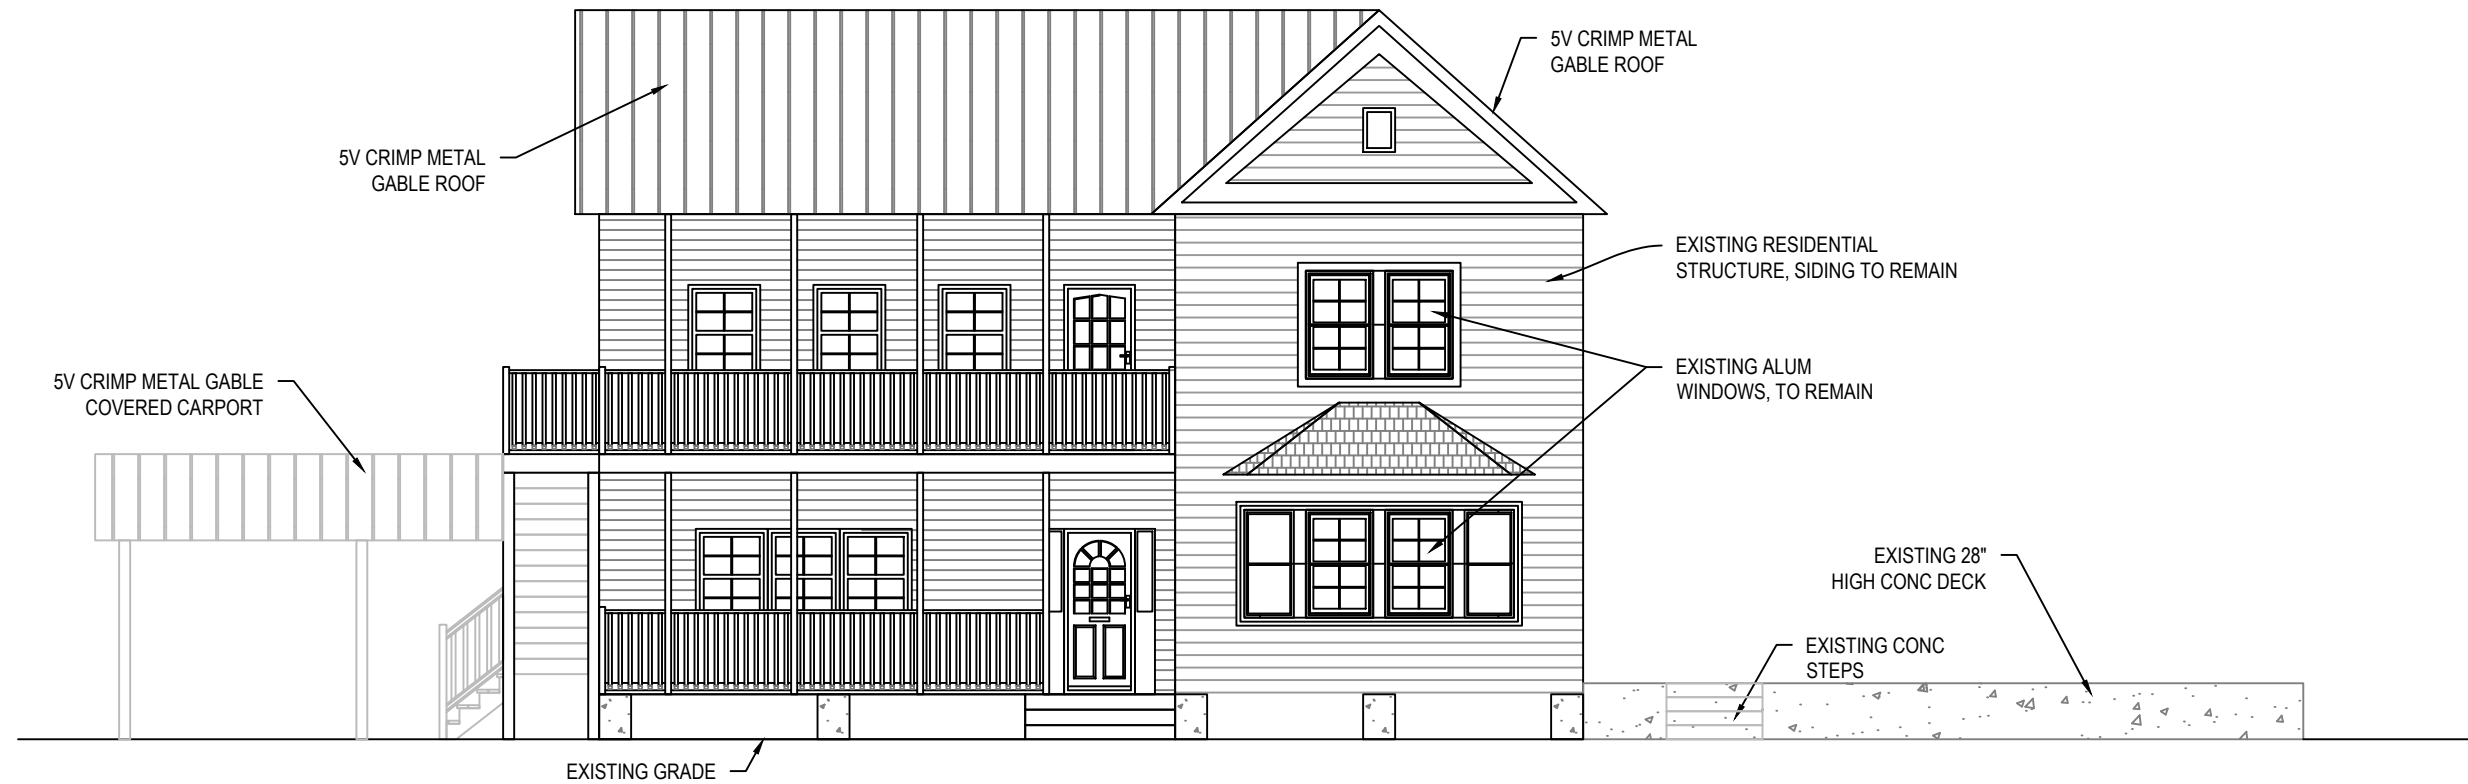 5V CRIMP METAL
GABLE ROOF
5V CRIMP METAL
GABLE ROOF
EXISTING RESIDENTIAL
STRUCTURE, SIDING TO REMAIN
EXISTING ALUM
WINDOWS, TO REMAIN
5V CRIMP METAL GABLE
COVERED CARPORT
EXISTING 28"
HIGH CONC DECK
EXISTING CONC
STEPS
EXISTING GRADE